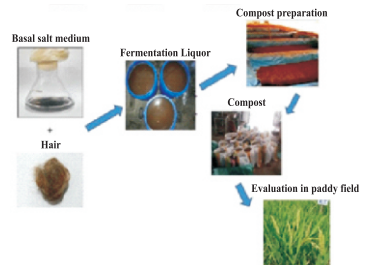 Compost preparation
Basal salt medium
Fermentation Liquor
Compost
+
Hair
Evaluation in paddy field